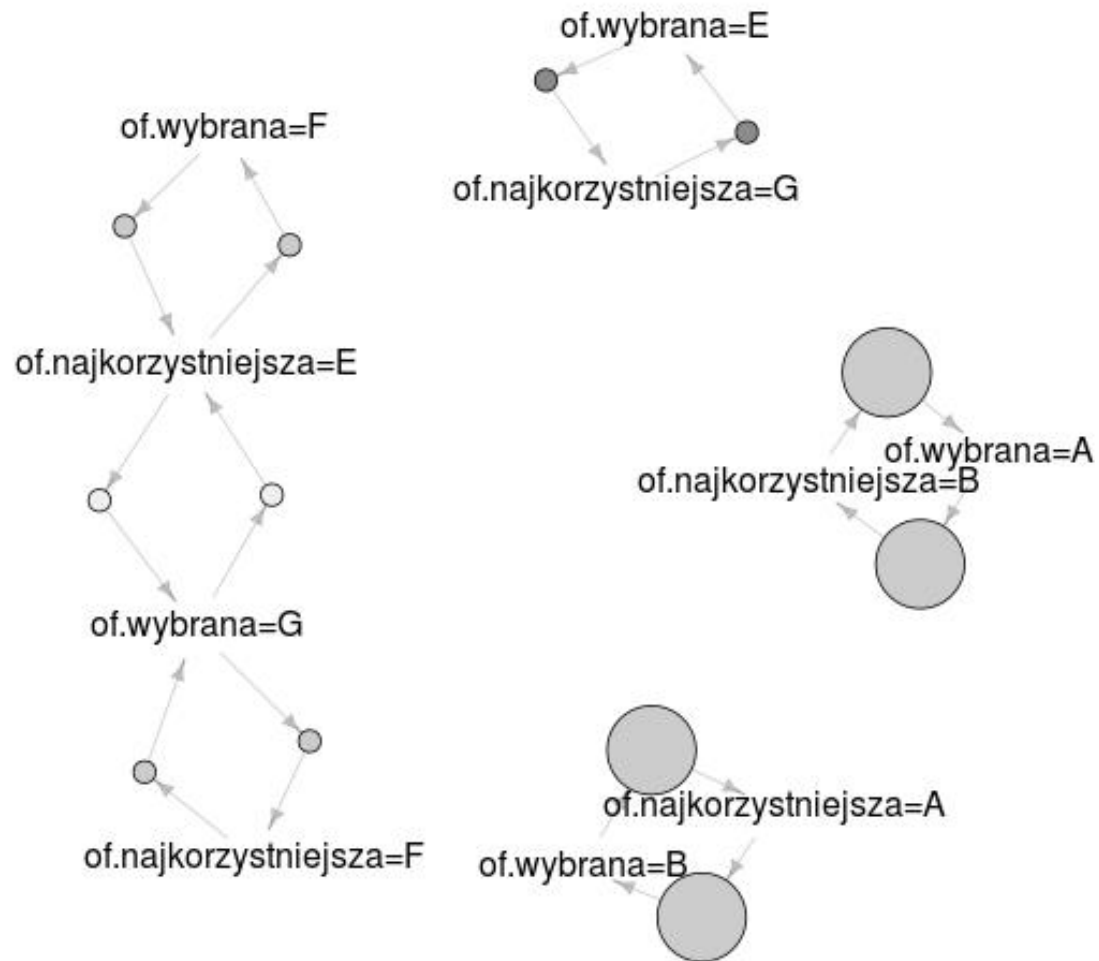 of.wybrana=E
of.wybrana=F
of.najkorzystniejsza=G
of.najkorzystniejsza=E
of.wybrana=A
of.najkorzystniejsza=B
of.wybrana=G
of.najkorzystniejsza=A
of.najkorzystniejsza=F
of.wybrana=B